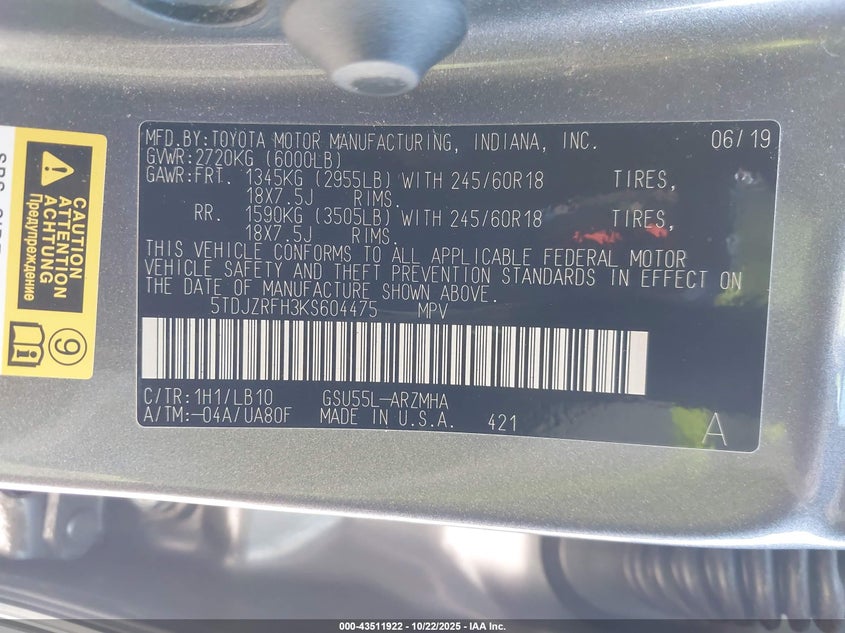 MFD.BY:TOYOTA MOTOR MANUFACTURING, INDIANA, INC. 06/19
GVWR:2720KG (6000LB)
GAWR:FRT. 1345KG (2955LB) WITH 245/60R18 TIRES,
18X7.5J RIMS.
RR. 1590KG (3505LB) WITH 245/60R18 TIRES,
18X7.5J RIMS.
THIS VEHICLE CONFORMS TO ALL APPLICABLE FEDERAL MOTOR
VEHICLE SAFETY AND THEFT PREVENTION STANDARDS IN EFFECT ON
THE DATE OF MANUFACTURE SHOWN ABOVE.
5TDJZRFH3KS604475 MPV
C/TR:1H1/LB10 GSU55L-ARZMHA
A/TM:-04A/UA80F MADE IN U.S.A. 421
A
CAUTION
ATTENTION
ACHTUNG
Предупреждение
9
000-43511922 - 10/22/2025 - IAA Inc.